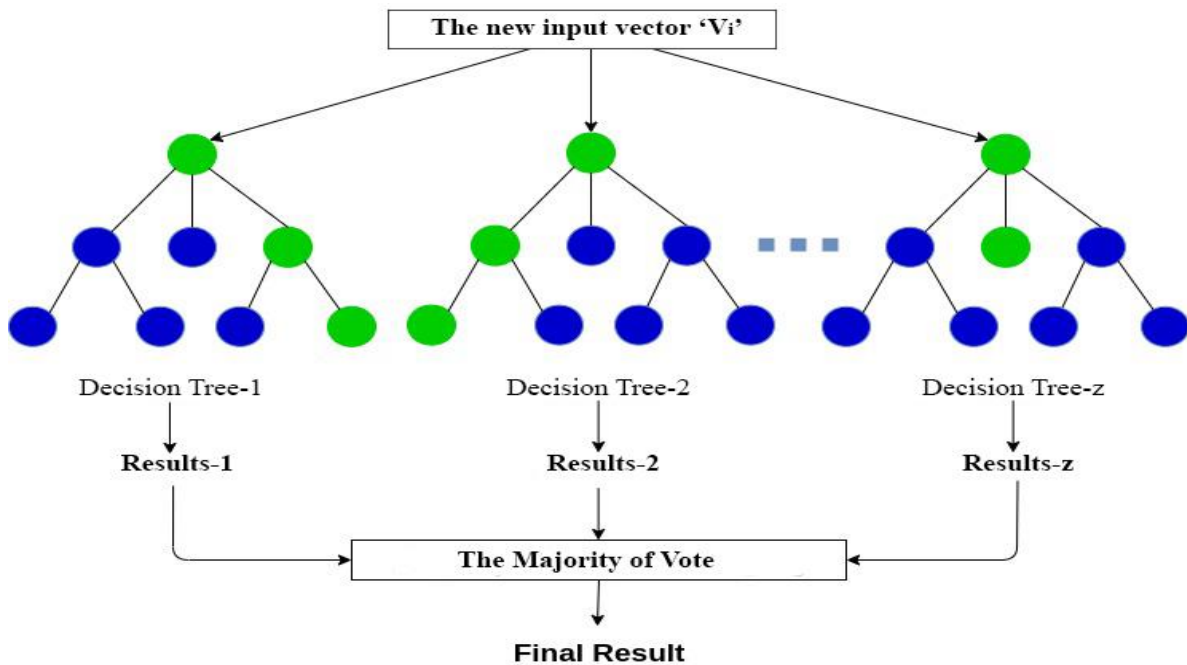 The new input vector ‘Vi’
Decision Tree-1
Decision Tree-2
Decision Tree-z
Results-1
Results-2
Results-z
The Majority of Vote
Final Result